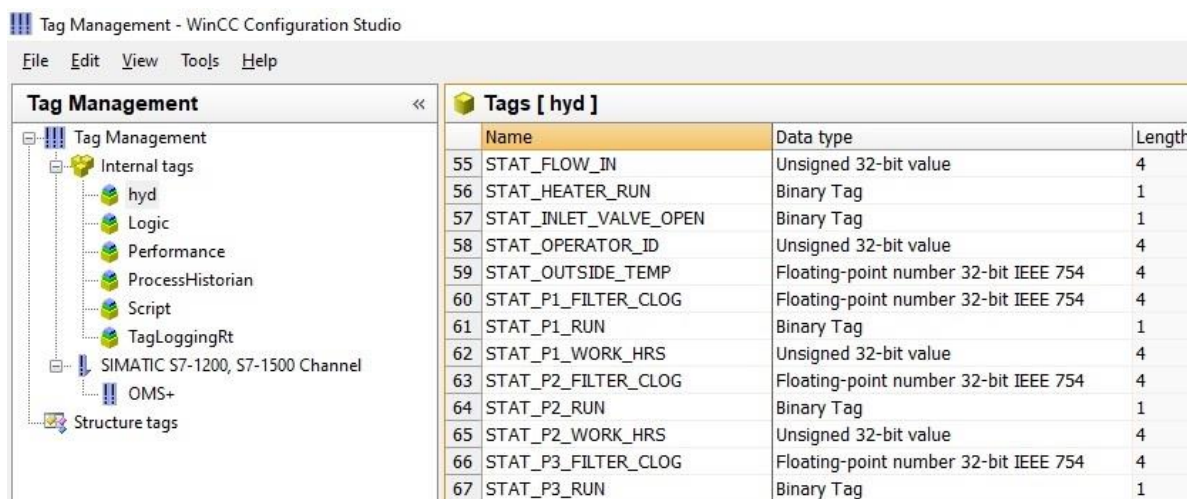 Tag Management - WinCC Configuration Studio
File Edit View Tools Help
Tag Management «
Tag Management
Internal tags
hyd
Logic
Performance
ProcessHistorian
Script
TagLoggingRt
SIMATIC S7-1200, S7-1500 Channel
OMS+
Structure tags
Tags [ hyd ]
Name Data type Length
55 STAT_FLOW_IN Unsigned 32-bit value 4
56 STAT_HEATER_RUN Binary Tag 1
57 STAT_INLET_VALVE_OPEN Binary Tag 1
58 STAT_OPERATOR_ID Unsigned 32-bit value 4
59 STAT_OUTSIDE_TEMP Floating-point number 32-bit IEEE 754 4
60 STAT_P1_FILTER_CLOG Floating-point number 32-bit IEEE 754 4
61 STAT_P1_RUN Binary Tag 1
62 STAT_P1_WORK_HRS Unsigned 32-bit value 4
63 STAT_P2_FILTER_CLOG Floating-point number 32-bit IEEE 754 4
64 STAT_P2_RUN Binary Tag 1
65 STAT_P2_WORK_HRS Unsigned 32-bit value 4
66 STAT_P3_FILTER_CLOG Floating-point number 32-bit IEEE 754 4
67 STAT_P3_RUN Binary Tag 1